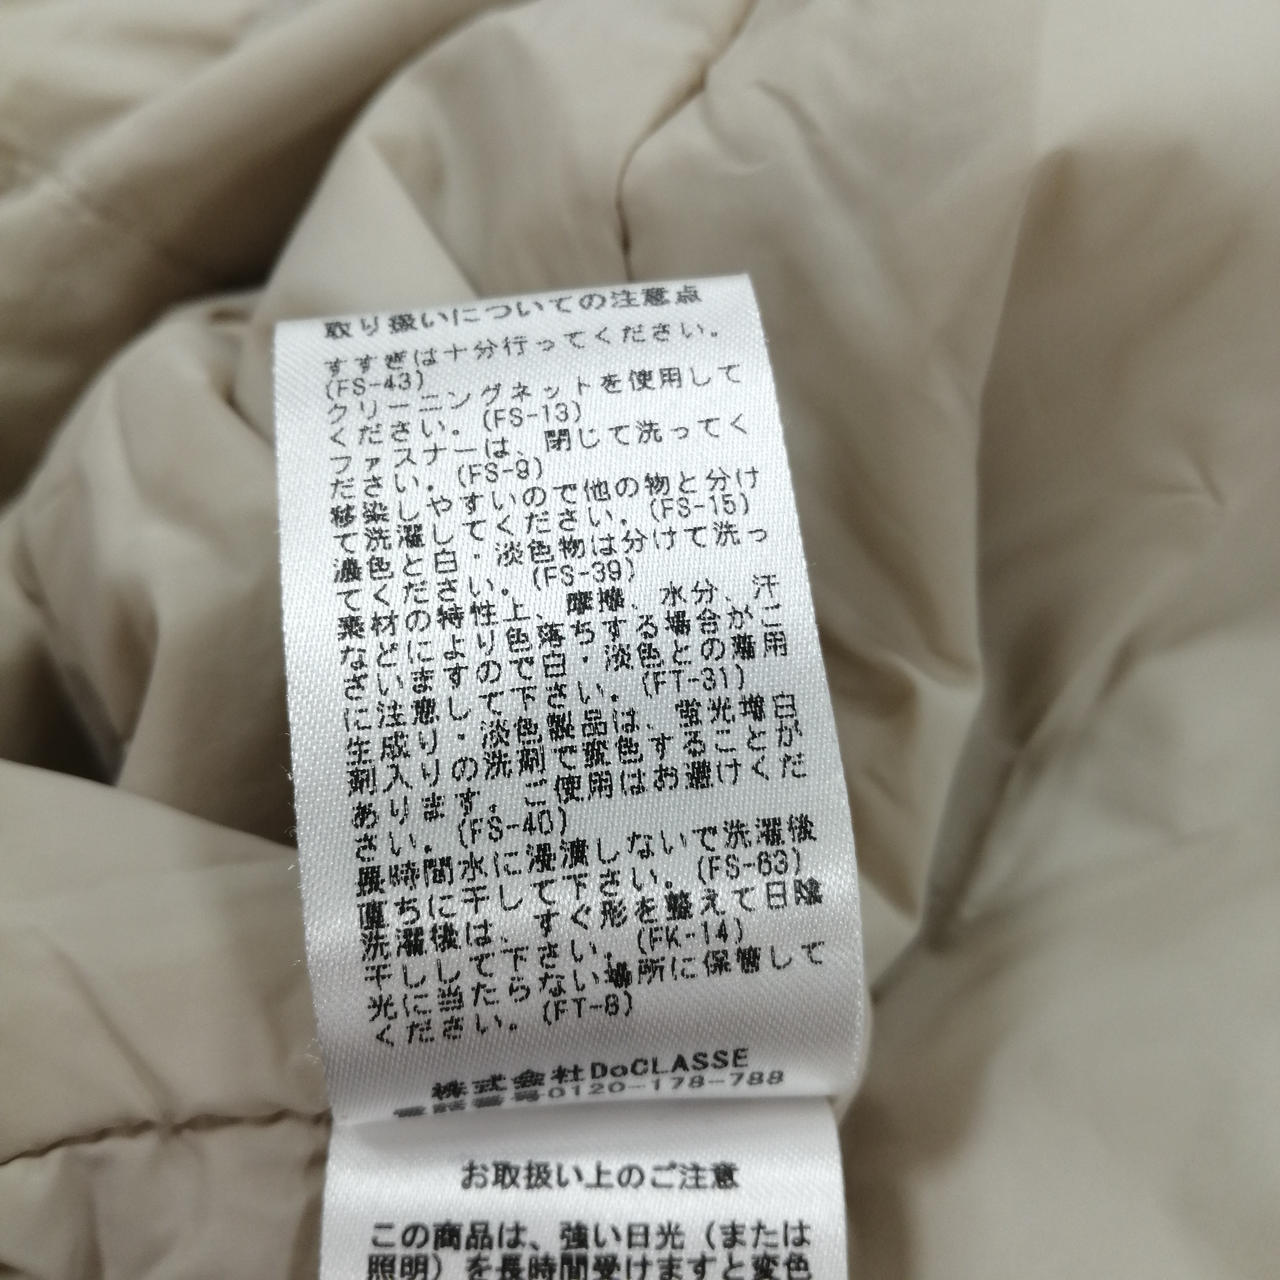 取り扱いについての注意点
すすぎは十分行ってください。
(FS-43)
クリーニングネットを使用して
ください。(FS-13)
ファスナーは、閉じて洗ってく
ださい。(FS-9)
移染しやすいので他の物と分け
て洗濯してください。(FS-15)
濃色と白・淡色物は分けて洗っ
てください。(FS-39)
素材の特性上、摩擦、水分、汗
などにより色落ちする場合がご
ざいますので白・淡色との着用
に注意して下さい。(FT-31)
生成り・淡色製品は、蛍光増白
剤入りの洗剤で変色することが
あります。ご使用はお避けくだ
さい。(FS-40)
長時間水に浸漬しないで洗濯後
直ちに干して下さい。(FS-63)
洗濯後は、すぐ形を整えて日陰
干しして下さい。(FK-14)
光に当たらない場所に保管して
ください。(FT-8)
株式会社DoCLASSE
電話番号0120-178-788
お取扱い上のご注意
この商品は、強い日光（または
照明）を長時間受けますと変色